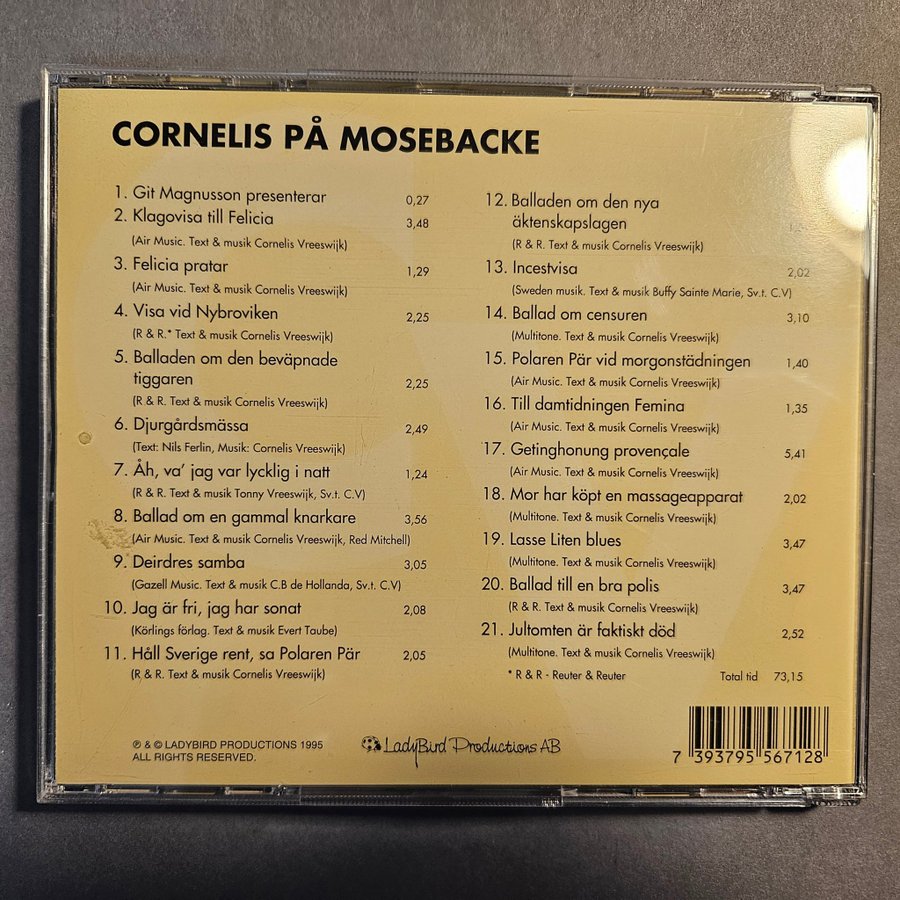 CORNELIS PÅ MOSEBACKE
1. Git Magnusson presenterar 0,27
2. Klagovisa till Felicia 3,48
(Air Music. Text & musik Cornelis Vreeswijk)
3. Felicia pratar 1,29
(Air Music. Text & musik Cornelis Vreeswijk)
4. Visa vid Nybroviken 2,25
(R & R.* Text & musik Cornelis Vreeswijk)
5. Balladen om den beväpnade
tiggaren 2,25
(R & R. Text & musik Cornelis Vreeswijk)
6. Djurgårdsmässa 2,49
(Text: Nils Ferlin, Musik: Cornelis Vreeswijk)
7. Åh, va' jag var lycklig i natt 1,24
(R & R. Text & musik Tonny Vreeswijk, Sv.t. C.V)
8. Ballad om en gammal knarkare 3,56
(Air Music. Text & musik Cornelis Vreeswijk, Red Mitchell)
9. Deirdres samba 3,05
(Gazell Music. Text & musik C.B de Hollanda, Sv.t. C.V)
10. Jag är fri, jag har sonat 2,08
(Körlings förlag. Text & musik Evert Taube)
11. Håll Sverige rent, sa Polaren Pär 2,05
(R & R. Text & musik Cornelis Vreeswijk)
12. Balladen om den nya
äktenskapslagen
(R & R. Text & musik Cornelis Vreeswijk)
13. Incestvisa 2,02
(Sweden musik. Text & musik Buffy Sainte Marie, Sv.t. C.V)
14. Ballad om censuren 3,10
(Multitone. Text & musik Cornelis Vreeswijk)
15. Polaren Pär vid morgonstädningen 1,40
(Air Music. Text & musik Cornelis Vreeswijk)
16. Till damtidningen Femina 1,35
(Air Music. Text & musik Cornelis Vreeswijk)
17. Getinghonung provençale 5,41
(Air Music. Text & musik Cornelis Vreeswijk)
18. Mor har köpt en massageapparat 2,02
(Multitone. Text & musik Cornelis Vreeswijk)
19. Lasse Liten blues 3,47
(Multitone. Text & musik Cornelis Vreeswijk)
20. Ballad till en bra polis 3,47
(R & R. Text & musik Cornelis Vreeswijk)
21. Jultomten är faktiskt död 2,52
(Multitone. Text & musik Cornelis Vreeswijk)
* R & R - Reuter & Reuter Total tid 73,15
℗ & © LADYBIRD PRODUCTIONS 1995
ALL RIGHTS RESERVED.
LadyBird Productions AB
7 393795 567128